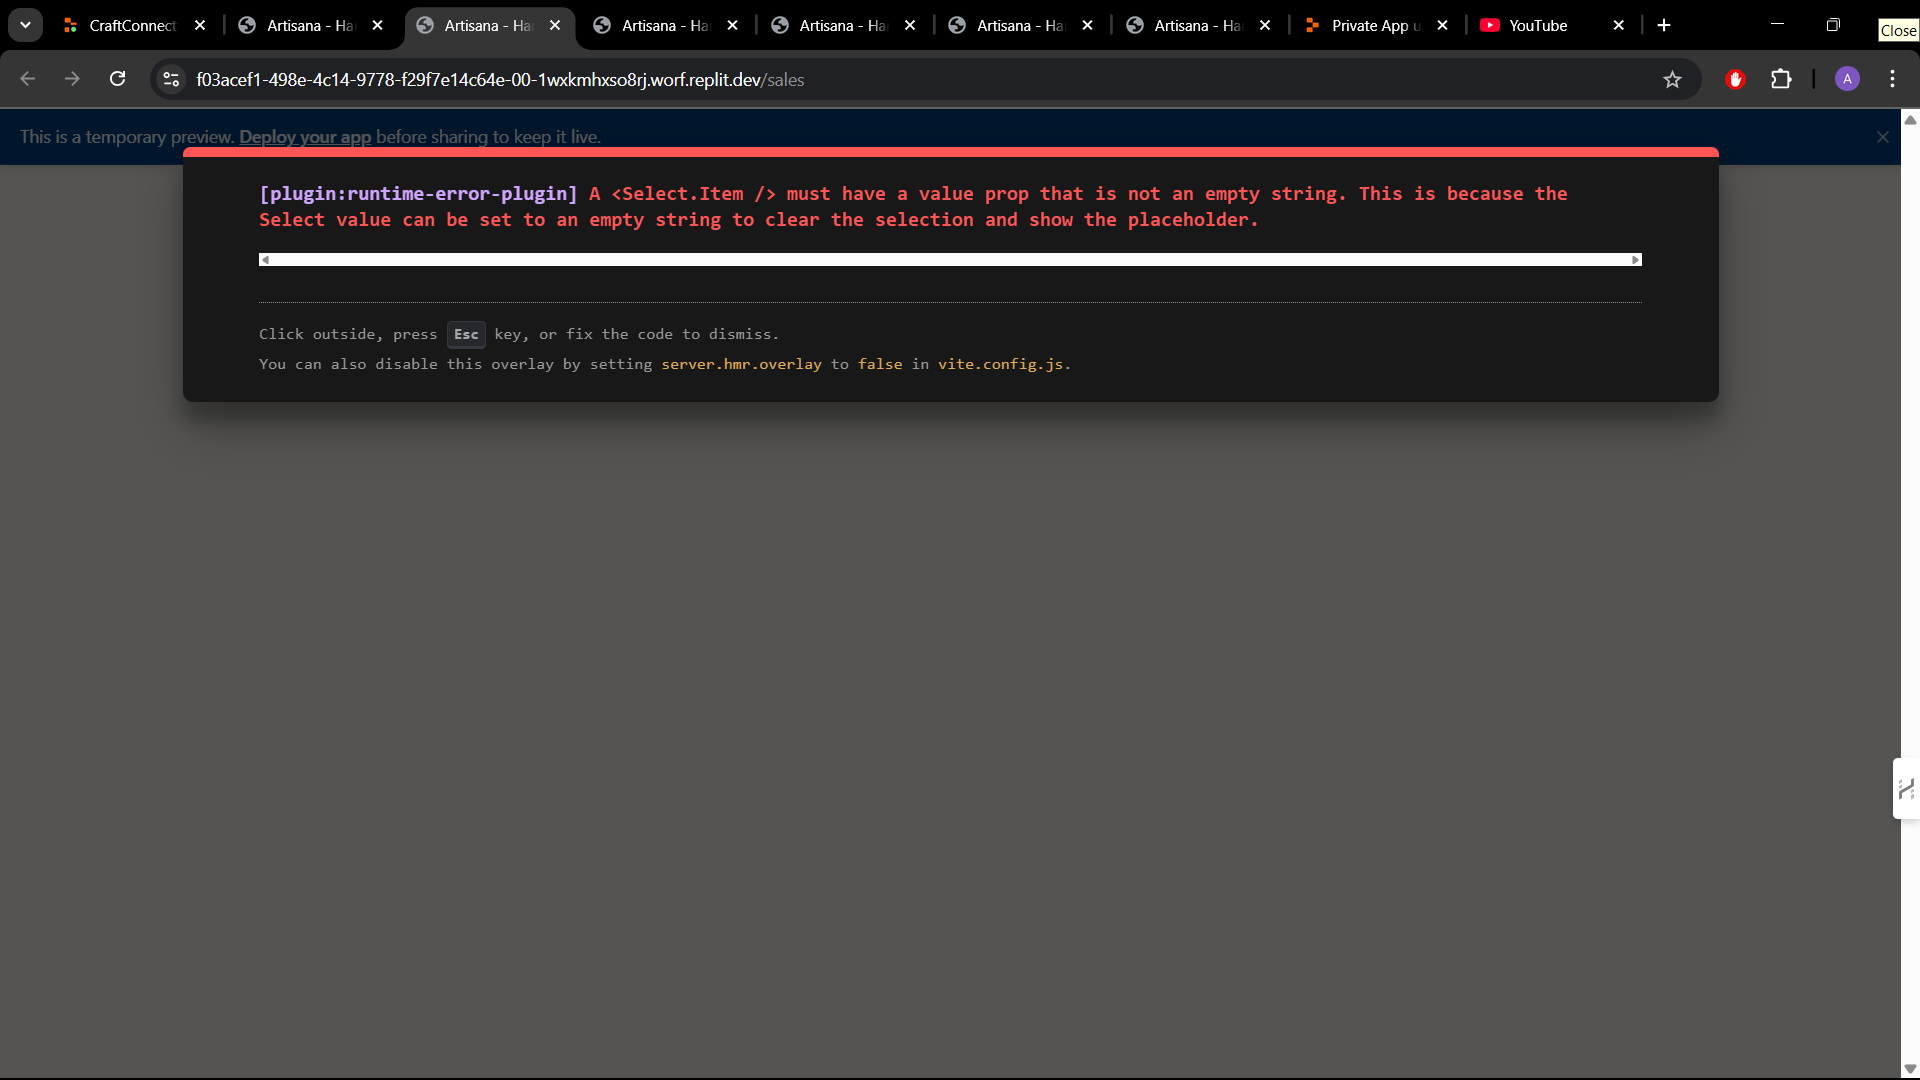 CraftConnect
Artisana - Ha
Artisana - Ha
Artisana - Ha
Artisana - Ha
Artisana - Ha
Artisana - Ha
Private App u
YouTube
Close
f03acef1-498e-4c14-9778-f29f7e14c64e-00-1wxkmhxso8rj.worf.replit.dev/sales
A
This is a temporary preview. Deploy your app before sharing to keep it live.
[plugin:runtime-error-plugin] A <Select.Item /> must have a value prop that is not an empty string. This is because the
Select value can be set to an empty string to clear the selection and show the placeholder.
Click outside, press Esc key, or fix the code to dismiss.
You can also disable this overlay by setting server.hmr.overlay to false in vite.config.js.